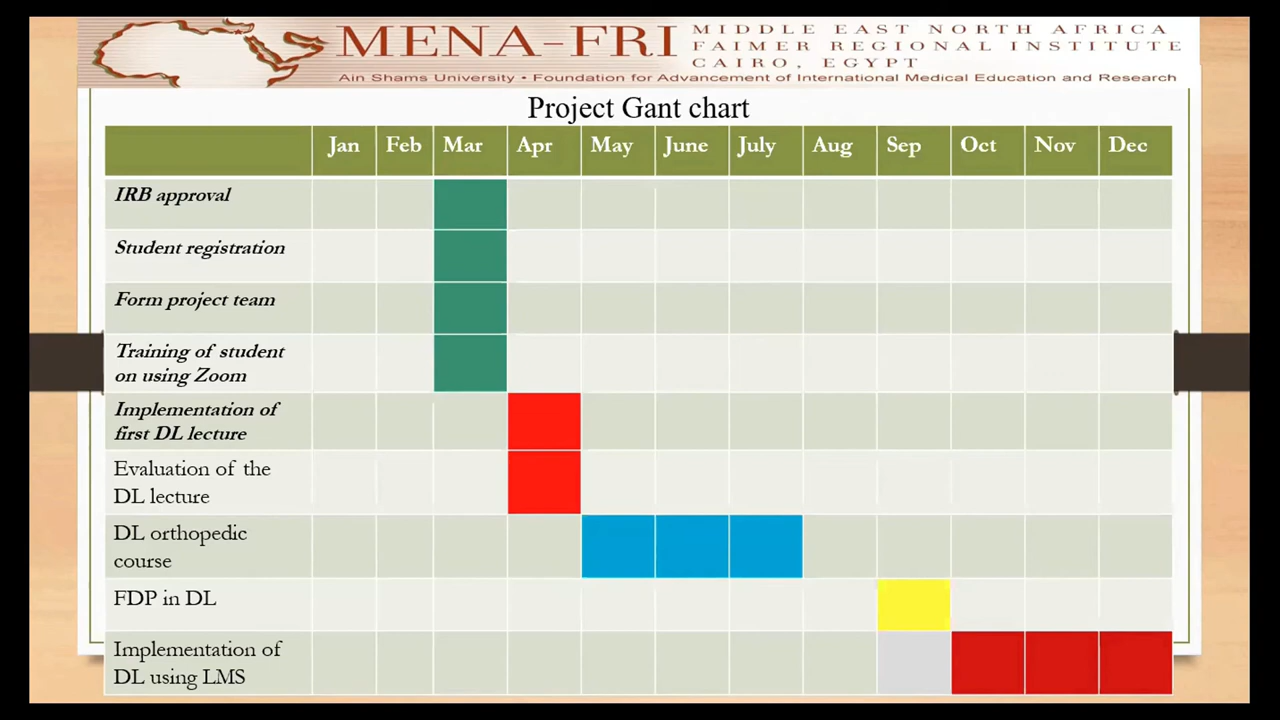 MENA-FRI
MIDDLE EAST NORTH AFRICA
FAIMER REGIONAL INSTITUTE
CAIRO, EGYPT
Ain Shams University • Foundation for Advancement of International Medical Education and Research
Project Gant chart
Jan Feb Mar Apr May June July Aug Sep Oct Nov Dec
IRB approval
Student registration
Form project team
Training of student
on using Zoom
Implementation of
first DL lecture
Evaluation of the
DL lecture
DL orthopedic
course
FDP in DL
Implementation of
DL using LMS